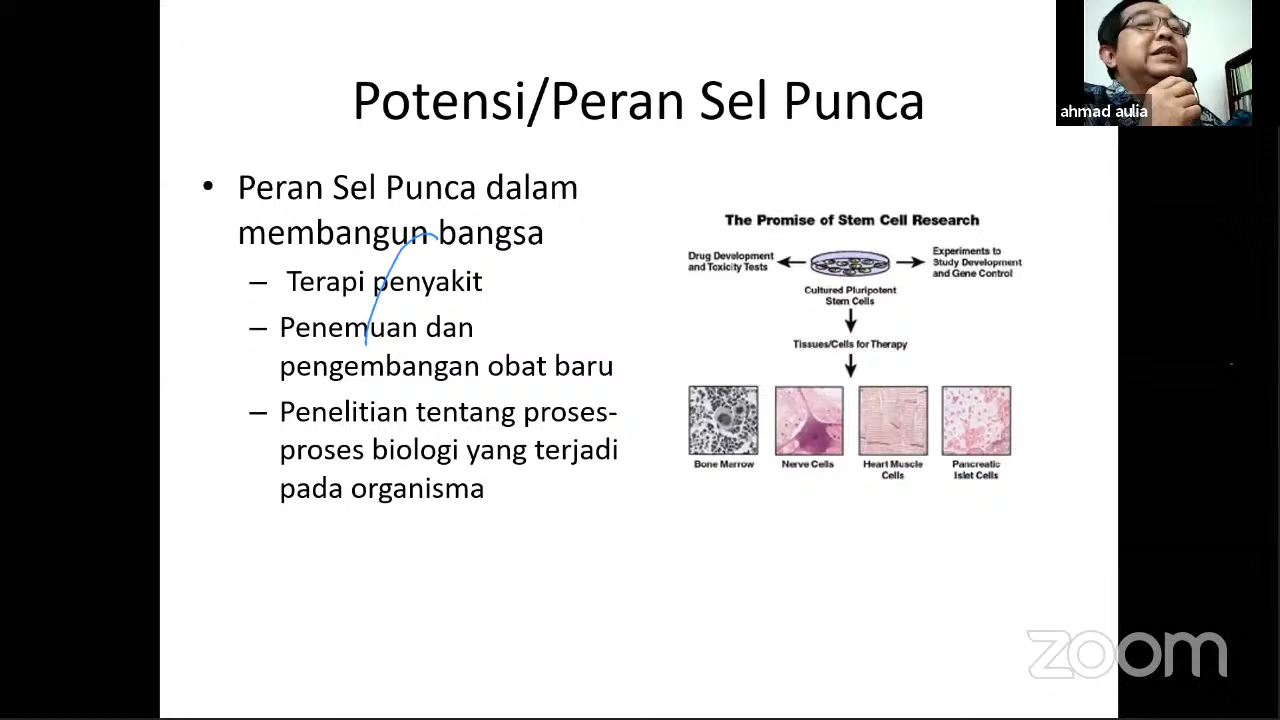 Potensi/Peran Sel Punca
ahmad aulia
• Peran Sel Punca dalam
membangun bangsa
– Terapi penyakit
– Penemuan dan
pengembangan obat baru
– Penelitian tentang proses-
proses biologi yang terjadi
pada organisma
The Promise of Stem Cell Research
Drug Development
and Toxicity Tests
Experiments to
Study Development
and Gene Control
Cultured Pluripotent
Stem Cells
Tissues/Cells for Therapy
Bone Marrow
Nerve Cells
Heart Muscle
Cells
Pancreatic
Islet Cells
zoom